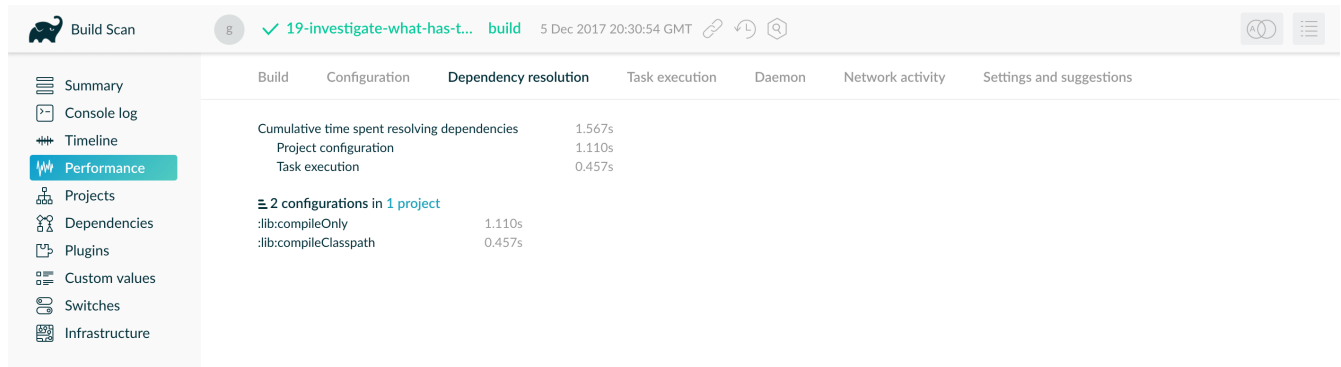 Build Scan
g
19-investigate-what-has-t... build 5 Dec 2017 20:30:54 GMT
Summary
Console log
Timeline
Performance
Projects
Dependencies
Plugins
Custom values
Switches
Infrastructure
Build Configuration Dependency resolution Task execution Daemon Network activity Settings and suggestions
Cumulative time spent resolving dependencies 1.567s
Project configuration 1.110s
Task execution 0.457s
2 configurations in 1 project
:lib:compileOnly 1.110s
:lib:compileClasspath 0.457s